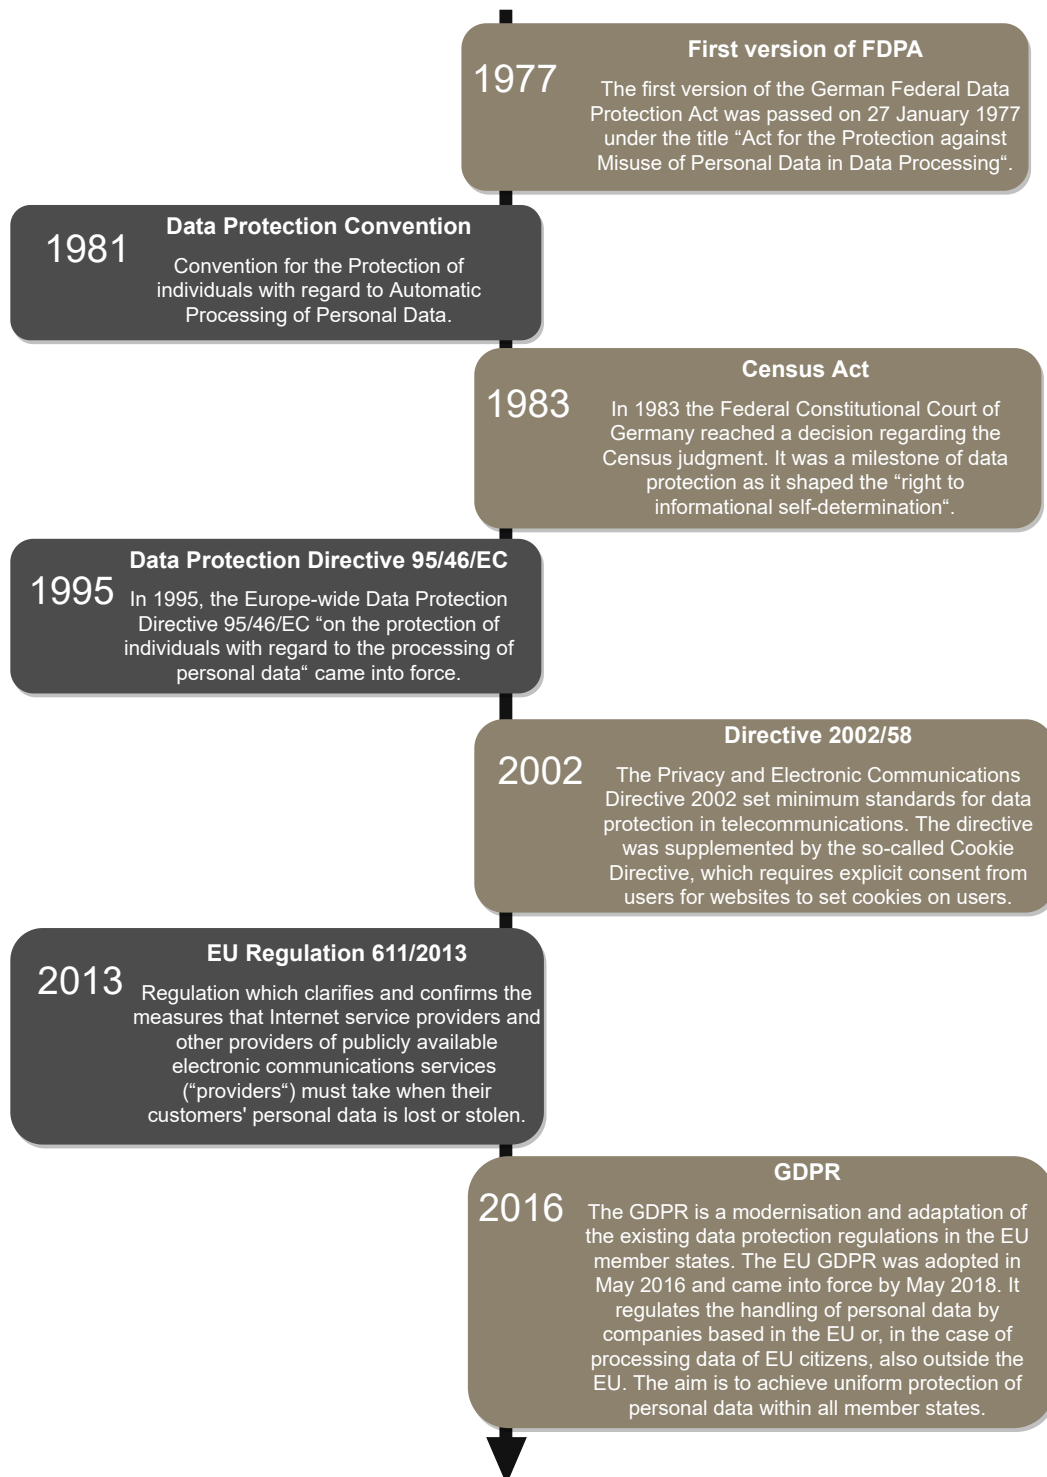 First version of FDPA
1977
The first version of the German Federal Data
Protection Act was passed on 27 January 1977
under the title “Act for the Protection against
Misuse of Personal Data in Data Processing“.
Data Protection Convention
1981
Convention for the Protection of
individuals with regard to Automatic
Processing of Personal Data.
Census Act
1983
In 1983 the Federal Constitutional Court of
Germany reached a decision regarding the
Census judgment. It was a milestone of data
protection as it shaped the “right to
informational self-determination“.
Data Protection Directive 95/46/EC
1995
In 1995, the Europe-wide Data Protection
Directive 95/46/EC “on the protection of
individuals with regard to the processing of
personal data“ came into force.
Directive 2002/58
2002
The Privacy and Electronic Communications
Directive 2002 set minimum standards for data
protection in telecommunications. The directive
was supplemented by the so-called Cookie
Directive, which requires explicit consent from
users for websites to set cookies on users.
EU Regulation 611/2013
2013
Regulation which clarifies and confirms the
measures that Internet service providers and
other providers of publicly available
electronic communications services
(“providers“) must take when their
customers' personal data is lost or stolen.
GDPR
2016
The GDPR is a modernisation and adaptation of
the existing data protection regulations in the EU
member states. The EU GDPR was adopted in
May 2016 and came into force by May 2018. It
regulates the handling of personal data by
companies based in the EU or, in the case of
processing data of EU citizens, also outside the
EU. The aim is to achieve uniform protection of
personal data within all member states.